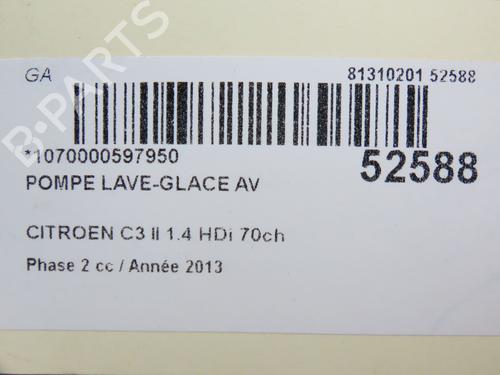 GA
81310201 52588
*1070000597950
52588
POMPE LAVE-GLACE AV
CITROEN C3 II 1.4 HDi 70ch
Phase 2 cc / Année 2013
B-PARTS